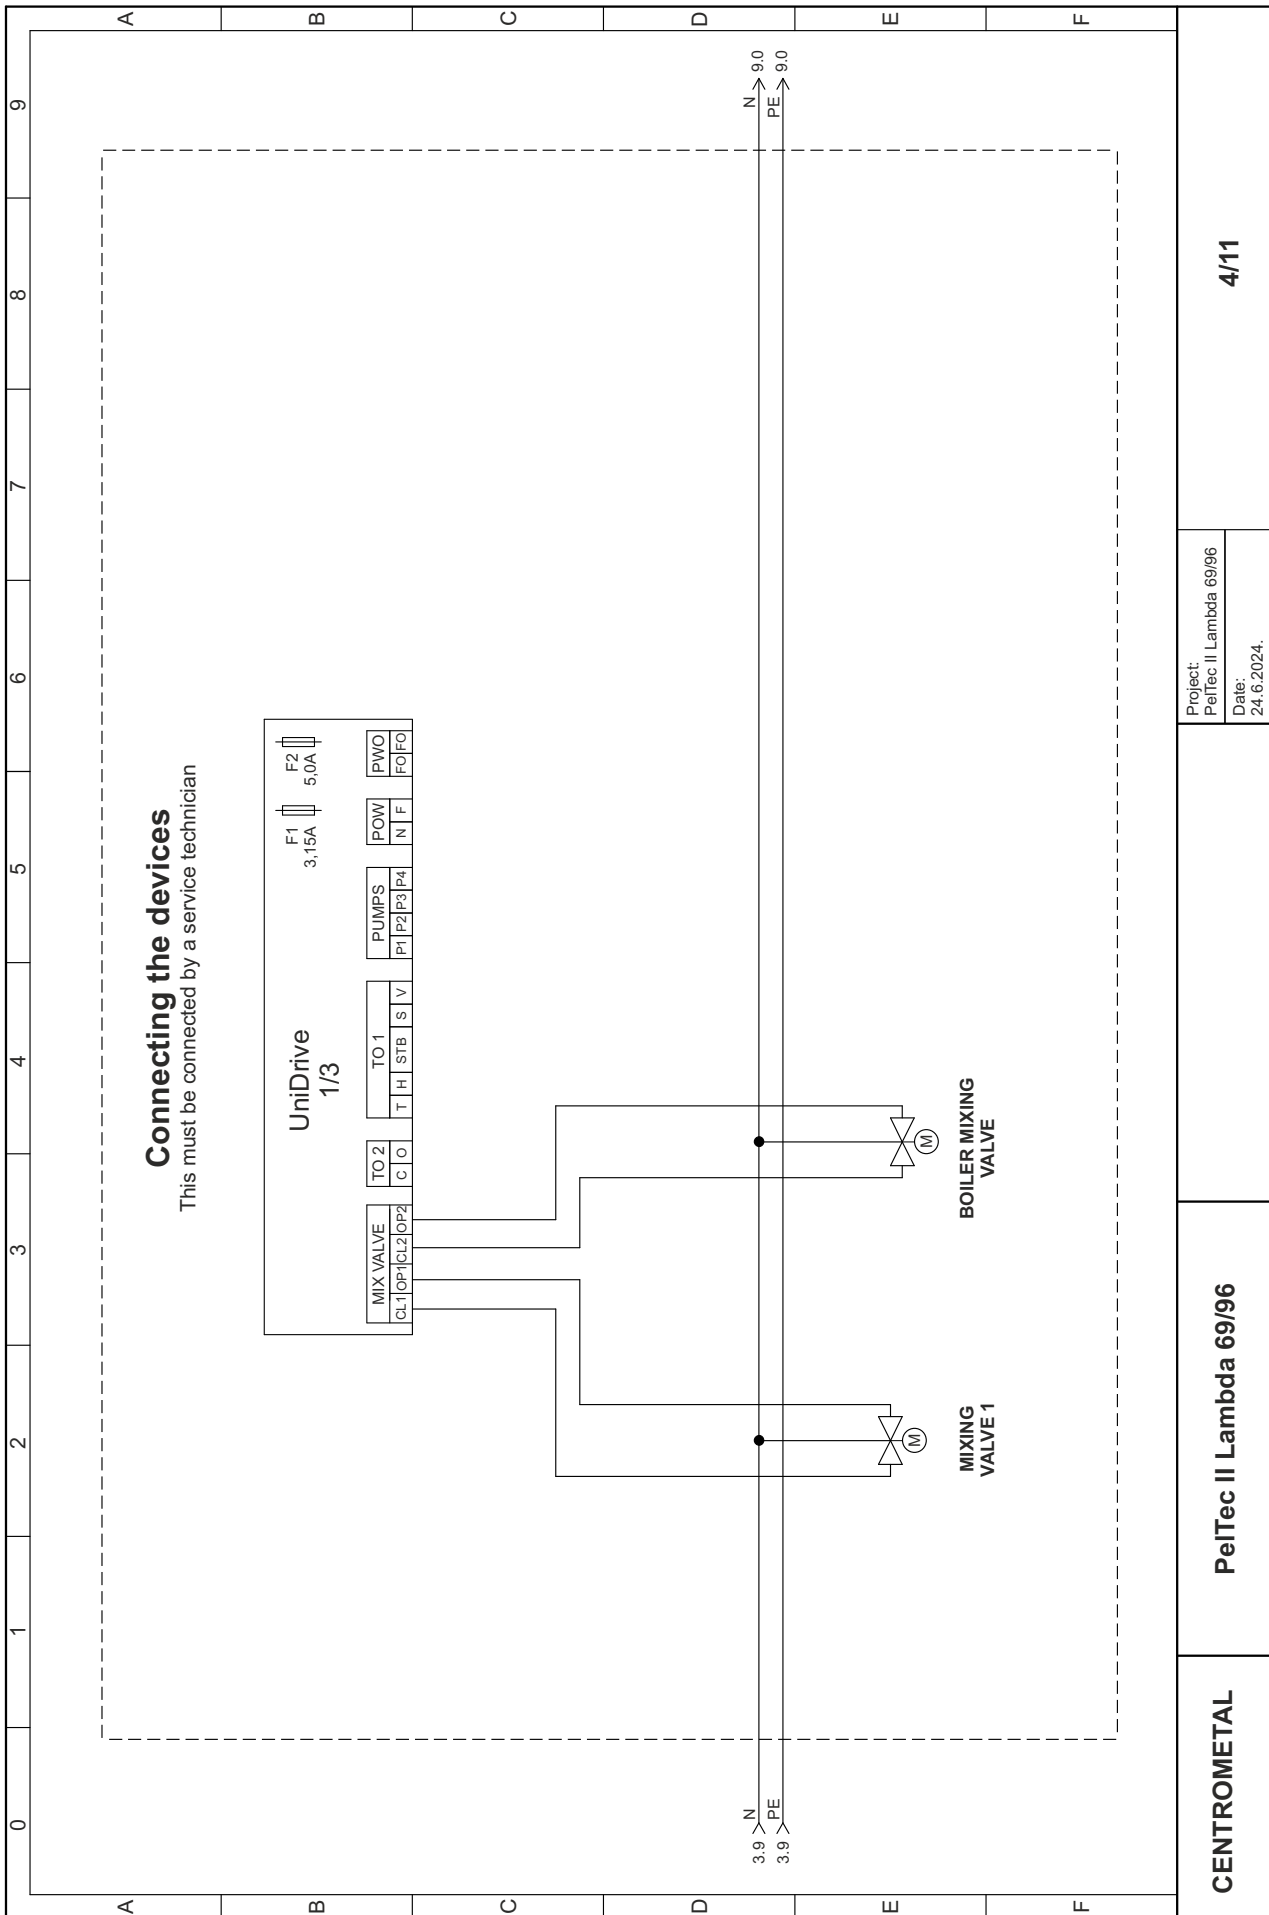 0 1 2 3 4 5 6 7 8 9
A A
B B
C C
D D
E E
F F
Connecting the devices
This must be connected by a service technician
UniDrive
1/3
F1
3,15A
F2
5,0A
MIX VALVE
CL1 OP1 CL2 OP2
TO 2
C O
TO 1
T H STB S V
PUMPS
P1 P2 P3 P4
POW
N F
PWO
FO FO
3.9 N N 9.0
3.9 PE PE 9.0
M
MIXING
VALVE 1
M
BOILER MIXING
VALVE
CENTROMETAL
PelTec II Lambda 69/96
Project:
PelTec II Lambda 69/96
Date:
24.6.2024.
4/11